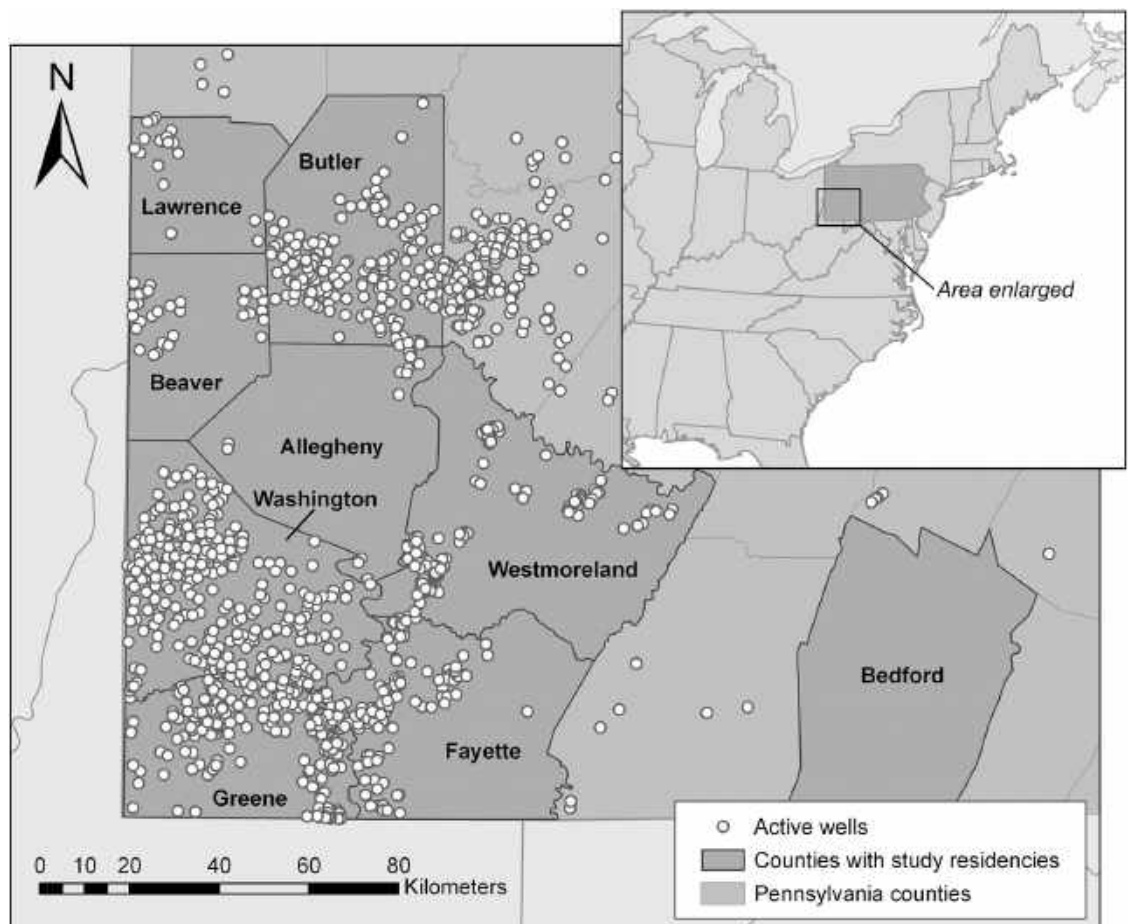 N
Butler
Lawrence
Area enlarged
Beaver
Allegheny
Washington
Westmoreland
Bedford
Fayette
Greene
Active wells
Counties with study residencies
Pennsylvania counties
0 10 20 40 60 80
Kilometers